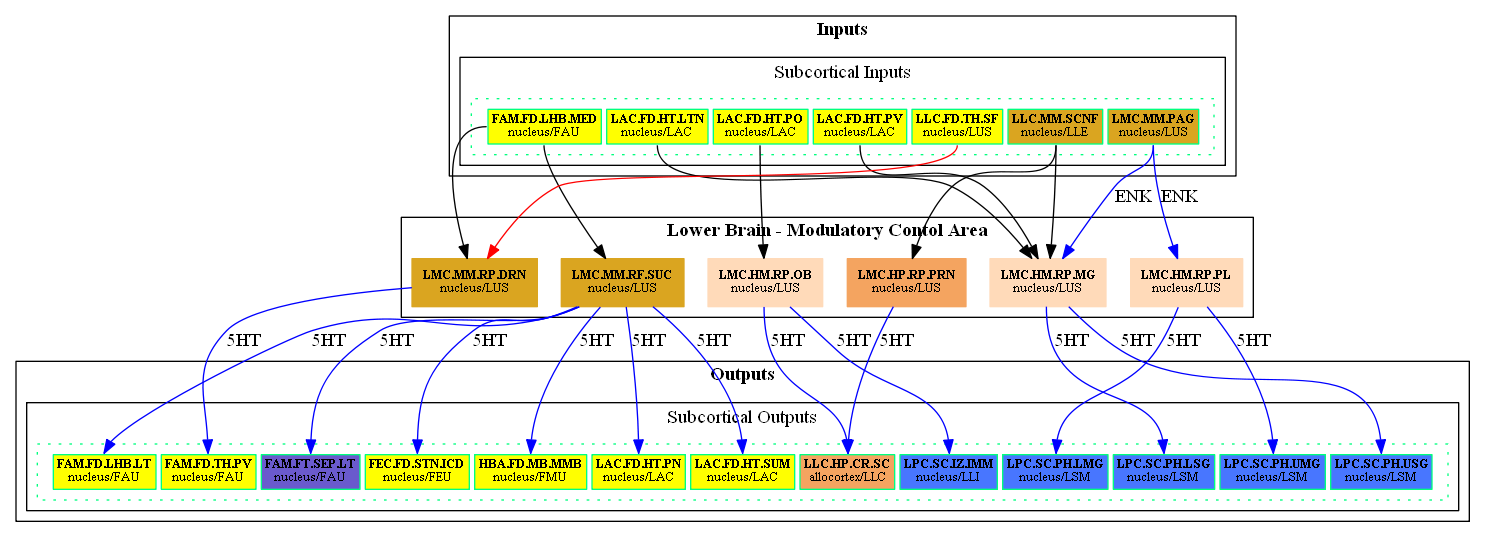 Inputs
Subcortical Inputs
FAM.FD.LHB.MED
nucleus/FAU
LAC.FD.HT.LTN
nucleus/LAC
LAC.FD.HT.PO
nucleus/LAC
LAC.FD.HT.PV
nucleus/LAC
LLC.FD.TH.SF
nucleus/LUS
LLC.MM.SCNF
nucleus/LLE
LMC.MM.PAG
nucleus/LUS
ENK
ENK
Lower Brain - Modulatory Contol Area
LMC.MM.RP.DRN
nucleus/LUS
LMC.MM.RF.SUC
nucleus/LUS
LMC.HM.RP.OB
nucleus/LUS
LMC.HP.RP.PRN
nucleus/LUS
LMC.HM.RP.MG
nucleus/LUS
LMC.HM.RP.PL
nucleus/LUS
5HT
5HT
5HT
5HT
5HT
5HT
5HT
5HT
5HT
5HT
5HT
5HT
5HT
5HT
Outputs
Subcortical Outputs
FAM.FD.LHB.LT
nucleus/FAU
FAM.FD.TH.PV
nucleus/FAU
FAM.FT.SEP.LT
nucleus/FAU
FEC.FD.STN.ICD
nucleus/FEU
HBA.FD.MB.MMB
nucleus/FMU
LAC.FD.HT.PN
nucleus/LAC
LAC.FD.HT.SUM
nucleus/LAC
LLC.HP.CR.SC
allocortex/LLC
LPC.SC.IZ.IMM
nucleus/LLI
LPC.SC.PH.LMG
nucleus/LSM
LPC.SC.PH.LSG
nucleus/LSM
LPC.SC.PH.UMG
nucleus/LSM
LPC.SC.PH.USG
nucleus/LSM